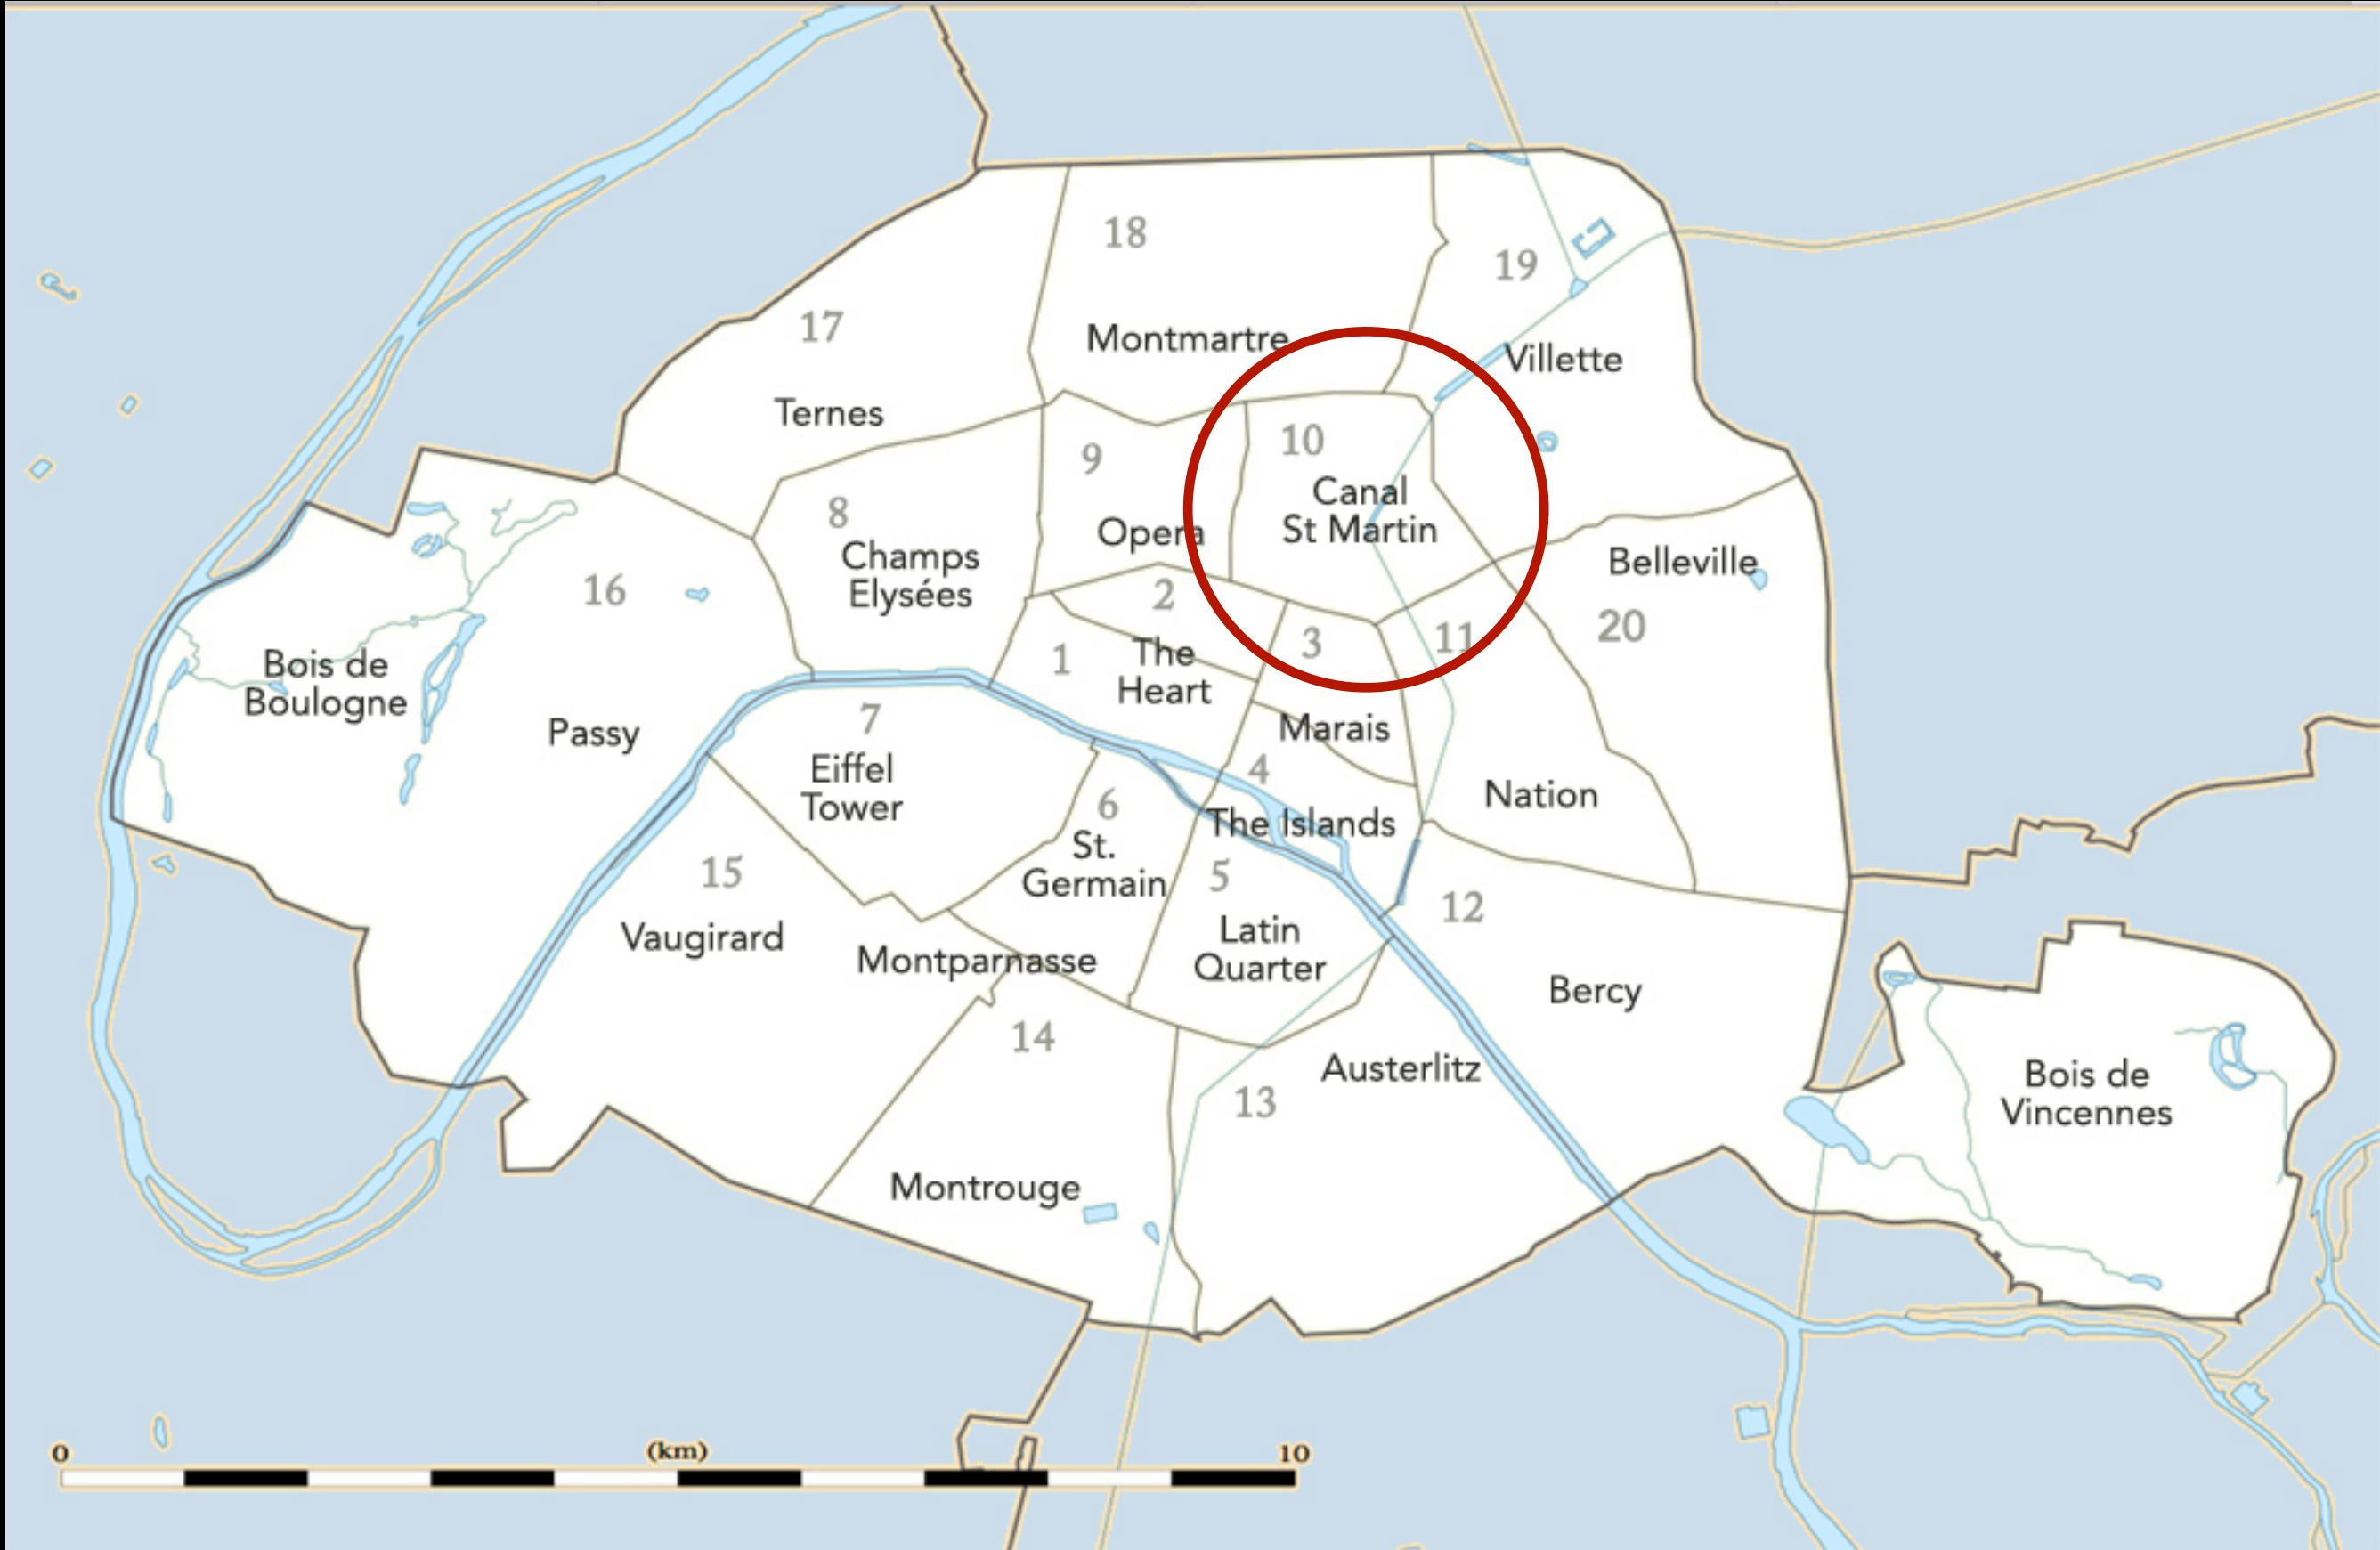 18
19
17
Montmartre
Villette
Ternes
10
9
Canal
St Martin
8
Opera
Champs
Elysées
Belleville
16
2
20
3
11
1
The
Heart
Bois de
Boulogne
Passy
7
Marais
Eiffel
Tower
4
Nation
6
The Islands
St.
Germain
15
5
12
Vaugirard
Latin
Quarter
Montparnasse
Bercy
14
Austerlitz
13
Bois de
Vincennes
Montrouge
0 (km) 10